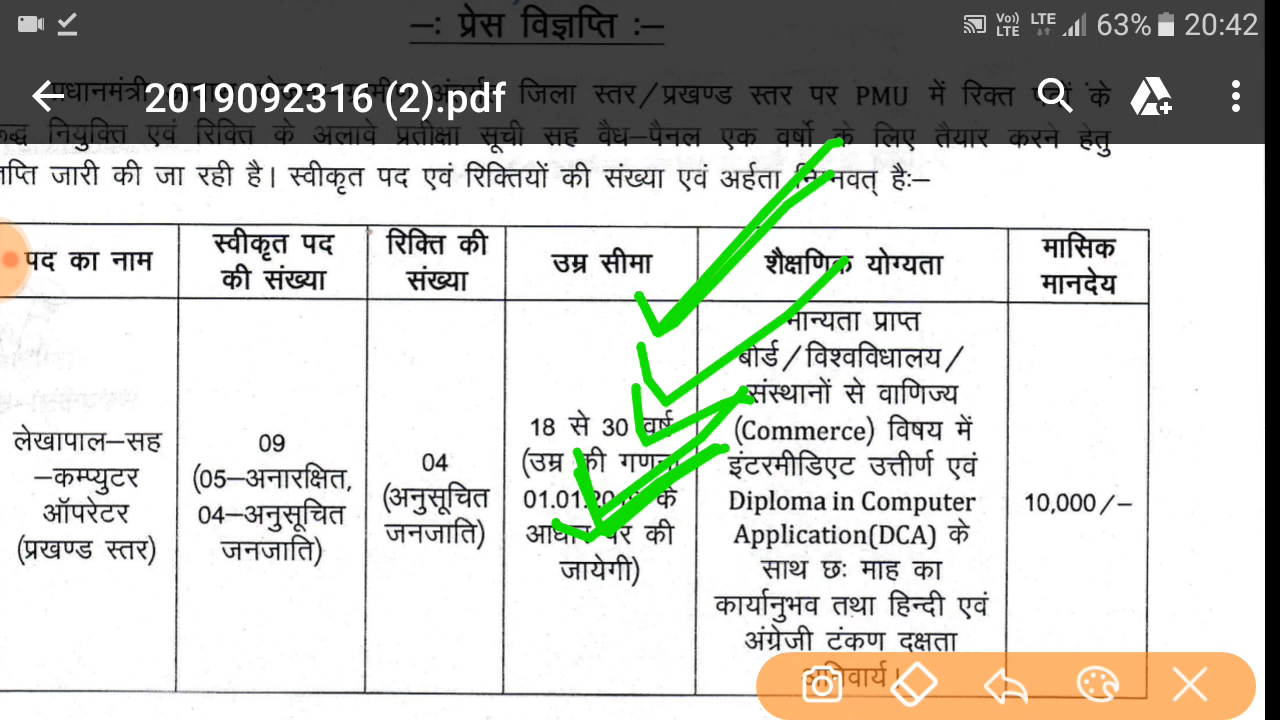 Vo) LTE LTE 63% 20:42
–: प्रेस विज्ञप्ति :–
2019092316 (2).pdf
जिला स्तर/प्रखण्ड स्तर पर PMU में रिक्त के
नियुक्ति एवं रिक्ति के अलावे प्रतीक्षा सूची सह वैध–पैनल एक वर्षो के लिए तैयार करने हेतु
जारी की जा रही है। स्वीकृत पद एवं रिक्तियों की संख्या एवं अर्हता निम्नवत् है:–
पद का नाम
स्वीकृत पद
की संख्या
रिक्ति की
संख्या
उम्र सीमा
शैक्षणिक योग्यता
मासिक
मानदेय
लेखापाल–सह
–कम्प्युटर
ऑपरेटर
(प्रखण्ड स्तर)
09
(05–अनारक्षित,
04–अनुसूचित
जनजाति)
04
(अनुसूचित
जनजाति)
18 से 30 वर्ष
(उम्र की गणना
के
आधार पर की
जायेगी)
मान्यता प्राप्त
बोर्ड/विश्वविधालय/
संस्थानों से वाणिज्य
(Commerce) विषय में
इंटरमीडिएट उत्तीर्ण एवं
Diploma in Computer
Application(DCA) के
साथ छः माह का
कार्यानुभव तथा हिन्दी एवं
अंग्रेजी टंकण दक्षता
अनिवार्य।
10,000/–